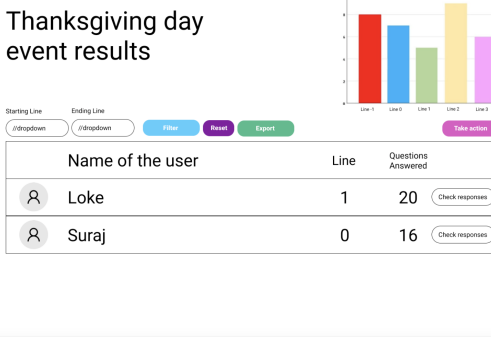 Thanksgiving day
event results
Line -1 Line 0 Line 1 Line 2 Line 3
Starting Line Ending Line
//dropdown //dropdown Filter Reset Export Take action
Name of the user Line Questions
Answered
Loke 1 20 Check responses
Suraj 0 16 Check responses